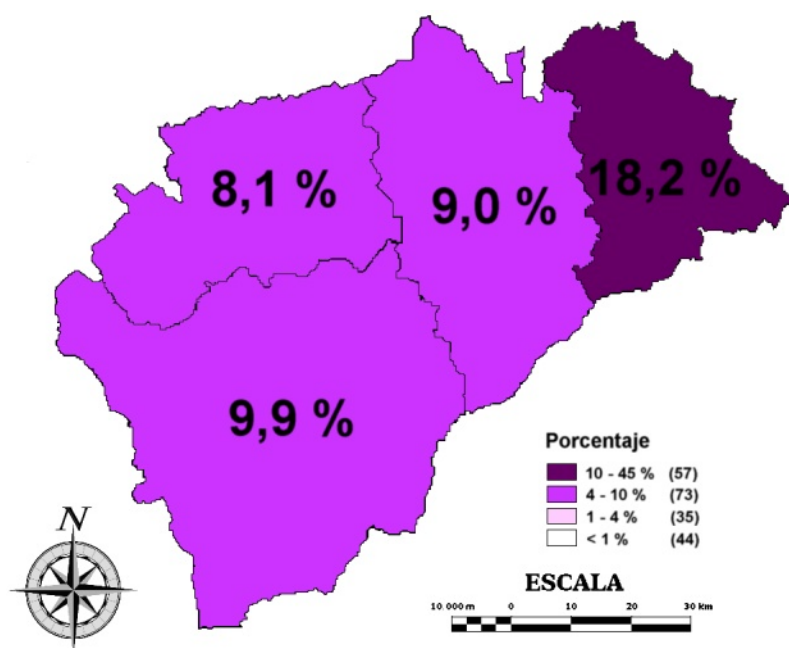 18,2 %
8,1 %
9,0 %
9,9 %
Porcentaje
10 - 45 % (57)
4 - 10 % (73)
1 - 4 % (35)
< 1 % (44)
N
ESCALA
10 000 m 0 10 20 30 km